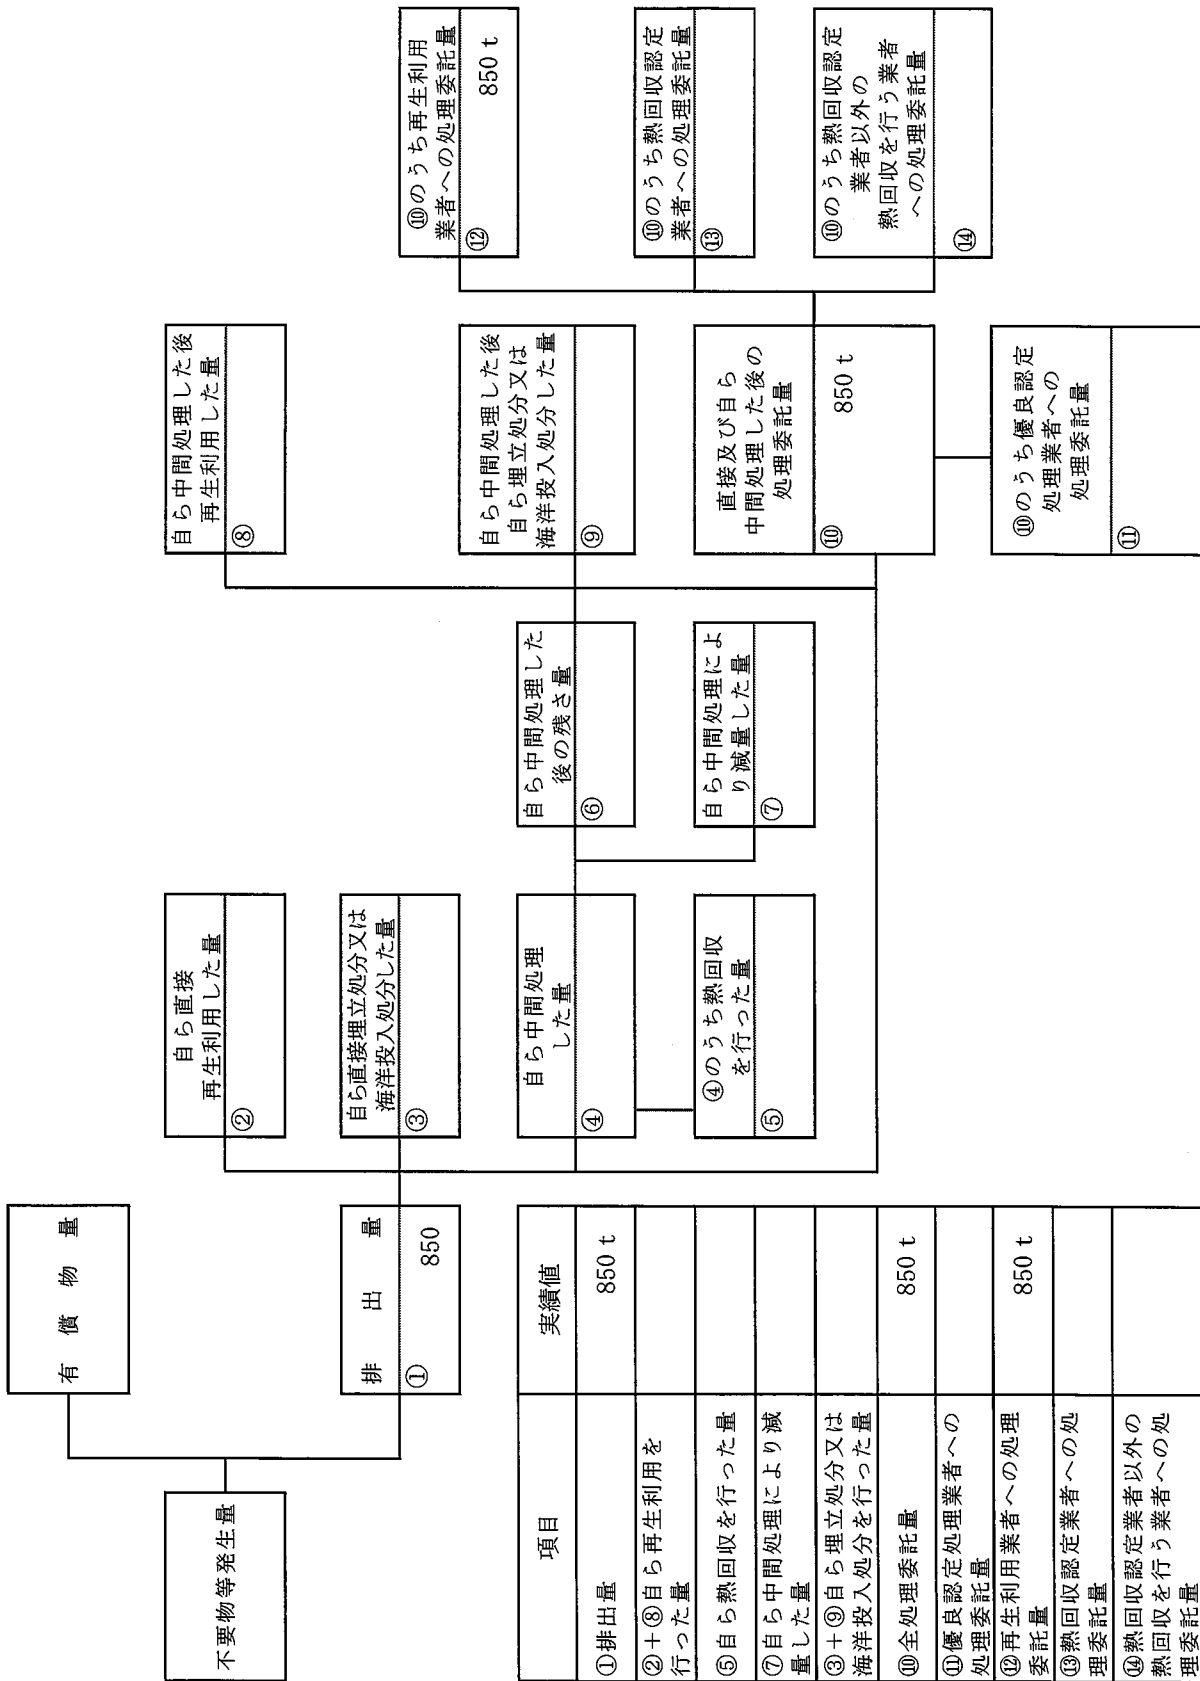 有償物量
不要物等発生量
排出量
① 850
自ら直接
再生利用した量
②
自ら直接埋立処分又は
海洋投入処分した量
③
自ら中間処理
した量
④
④のうち熱回収
を行った量
⑤
自ら中間処理した
後の残さ量
⑥
自ら中間処理によ
り減量した量
⑦
自ら中間処理した後
再生利用した量
⑧
自ら中間処理した後
自ら埋立処分又は
海洋投入処分した量
⑨
直接及び自ら
中間処理した後の
処理委託量
⑩ 850 t
⑩のうち優良認定
処理業者への
処理委託量
⑪
⑩のうち再生利用
業者への処理委託量
⑫ 850 t
⑩のうち熱回収認定
業者への処理委託量
⑬
⑩のうち熱回収認定
業者以外の
熱回収を行う業者
への処理委託量
⑭
項目 実績値
①排出量 850 t
②+⑧自ら再生利用を
行った量
⑤自ら熱回収を行った量
⑦自ら中間処理により減
量した量
③+⑨自ら埋立処分又は
海洋投入処分を行った量
⑩全処理委託量 850 t
⑪優良認定処理業者への
処理委託量
⑫再生利用業者への処理
委託量 850 t
⑬熱回収認定業者への処
理委託量
⑭熱回収認定業者以外の
熱回収を行う業者への処
理委託量